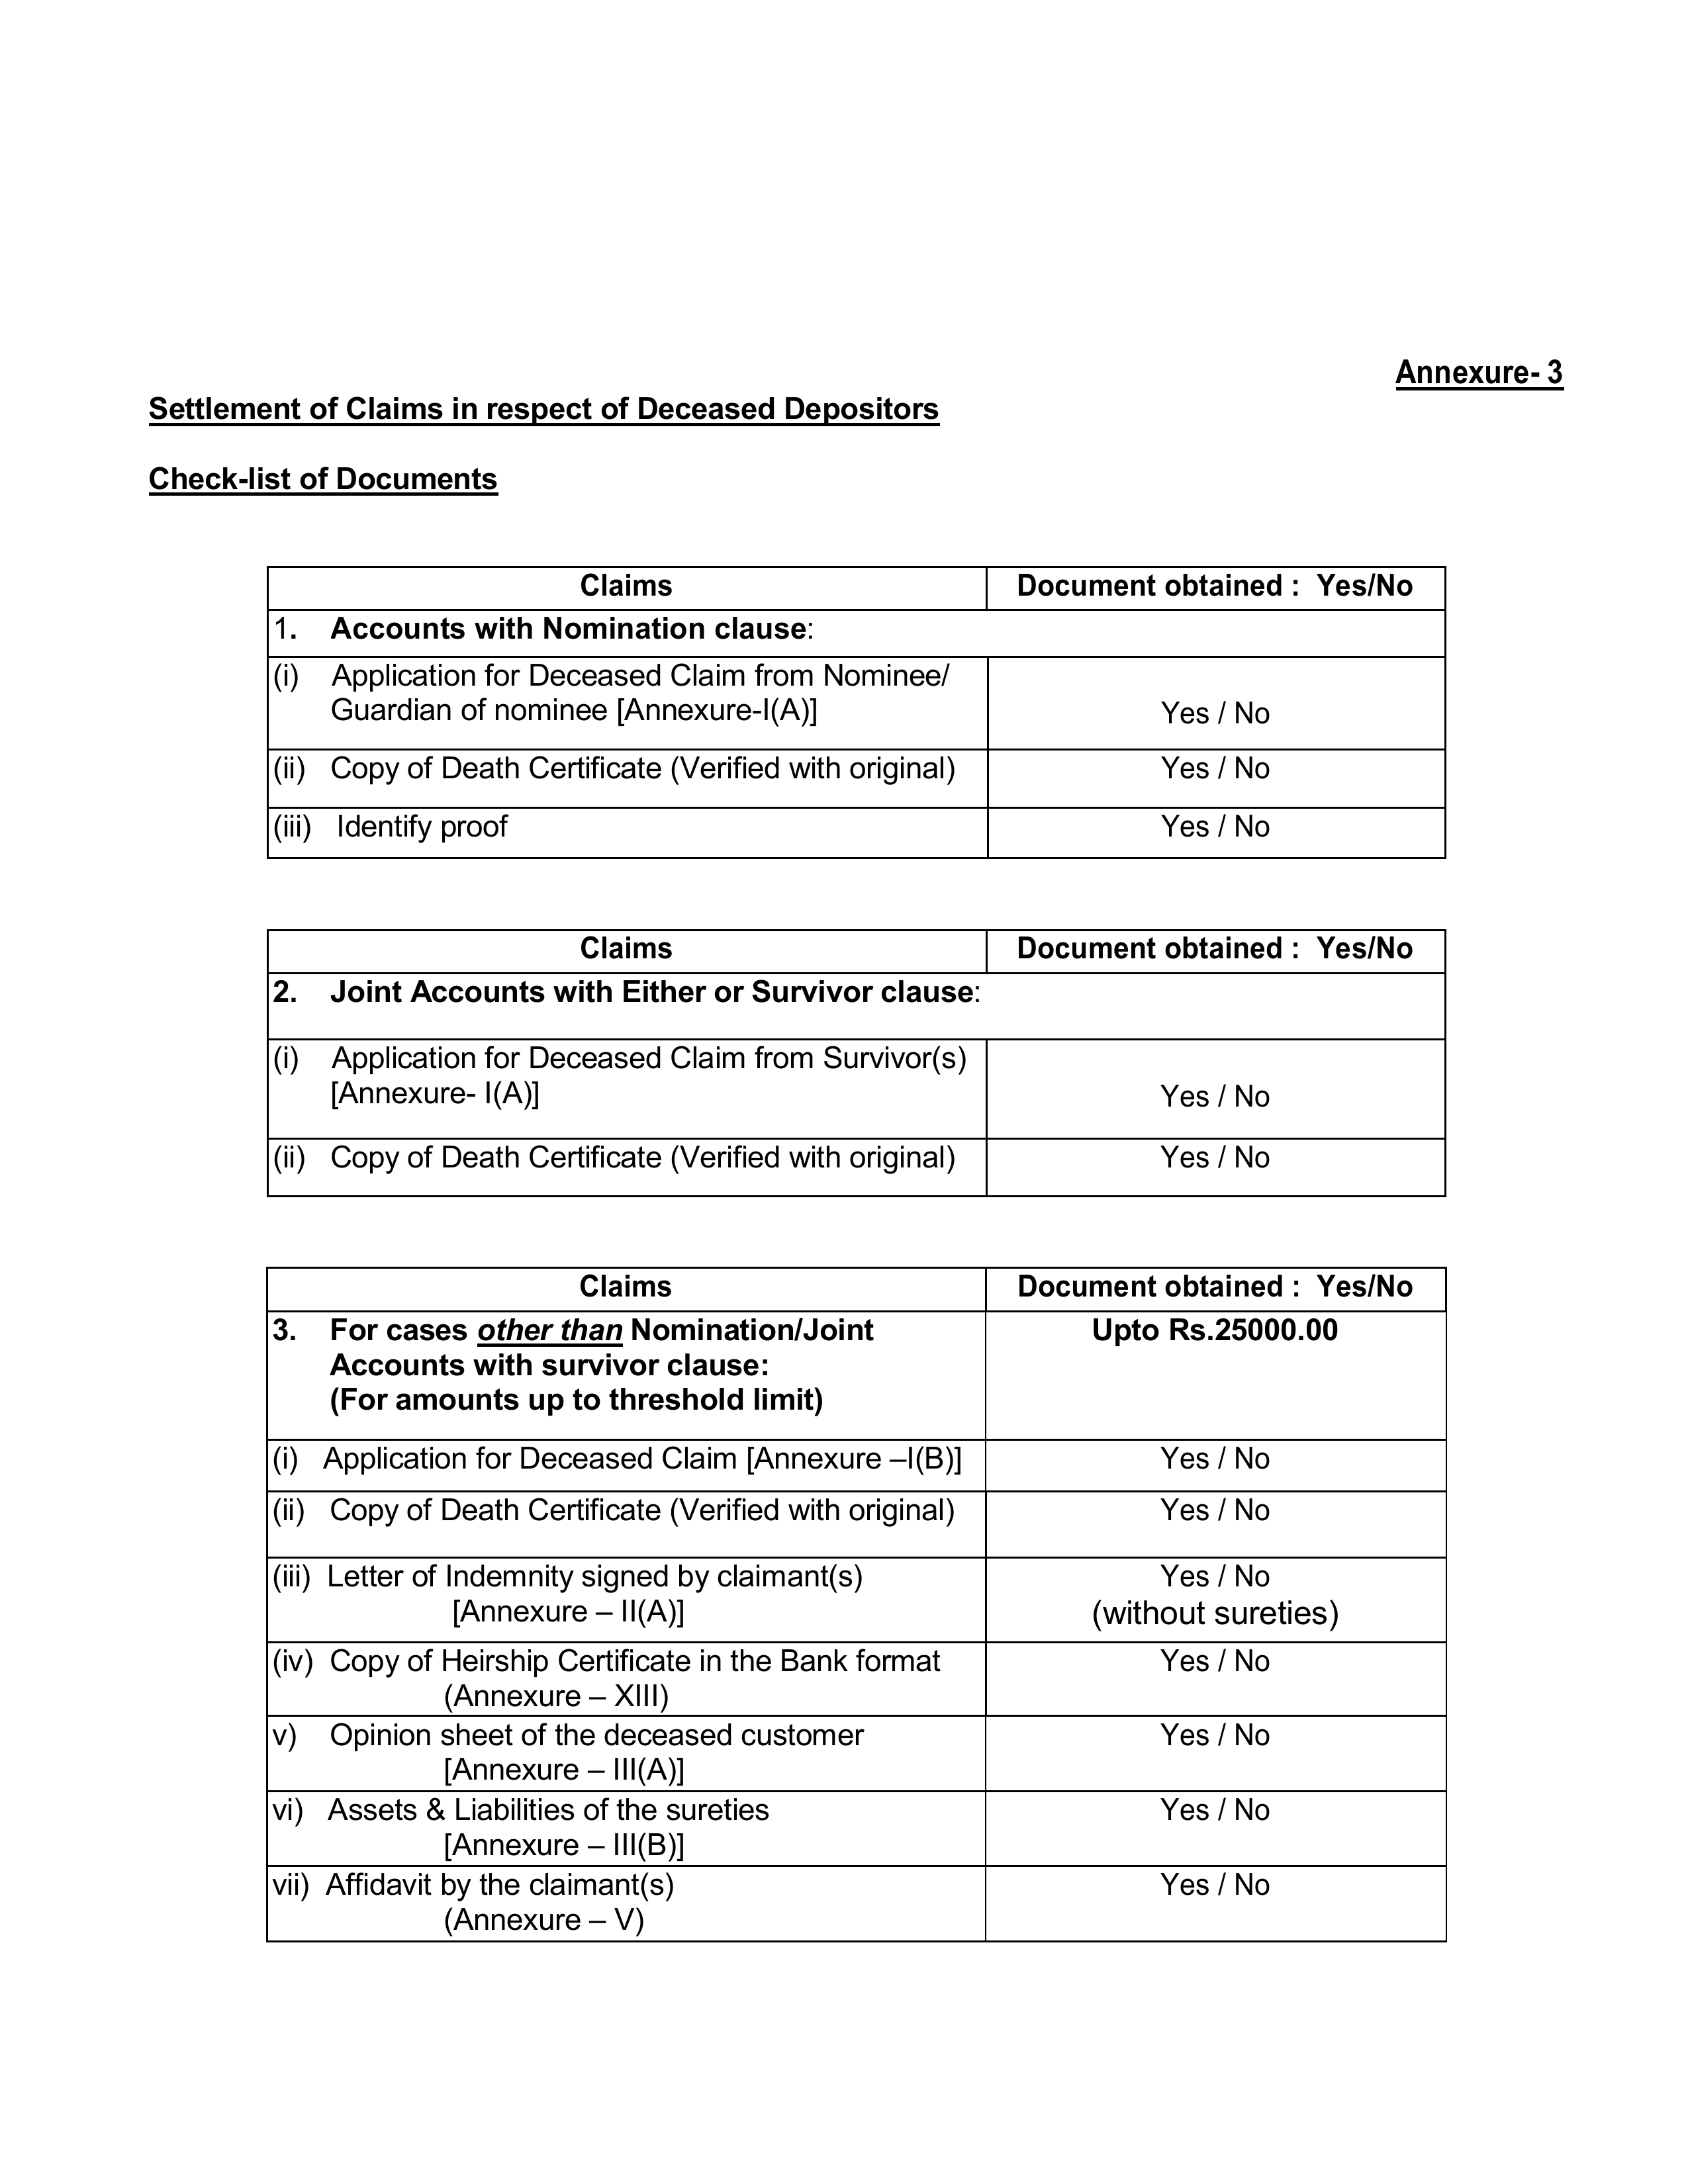 Annexure- 3
Settlement of Claims in respect of Deceased Depositors
Check-list of Documents
Claims Document obtained : Yes/No
1. Accounts with Nomination clause:
(i) Application for Deceased Claim from Nominee/
Guardian of nominee [Annexure-I(A)]
Yes / No
(ii) Copy of Death Certificate (Verified with original) Yes / No
(iii) Identify proof Yes / No
Claims Document obtained : Yes/No
2. Joint Accounts with Either or Survivor clause:
(i) Application for Deceased Claim from Survivor(s)
[Annexure- I(A)]
Yes / No
(ii) Copy of Death Certificate (Verified with original) Yes / No
Claims Document obtained : Yes/No
3. For cases other than Nomination/Joint Upto Rs.25000.00
Accounts with survivor clause:
(For amounts up to threshold limit)
(i) Application for Deceased Claim [Annexure –I(B)] Yes / No
(ii) Copy of Death Certificate (Verified with original) Yes / No
(iii) Letter of Indemnity signed by claimant(s) Yes / No
[Annexure – II(A)] (without sureties)
(iv) Copy of Heirship Certificate in the Bank format Yes / No
(Annexure – XIII)
v) Opinion sheet of the deceased customer Yes / No
[Annexure – III(A)]
vi) Assets & Liabilities of the sureties Yes / No
[Annexure – III(B)]
vii) Affidavit by the claimant(s) Yes / No
(Annexure – V)